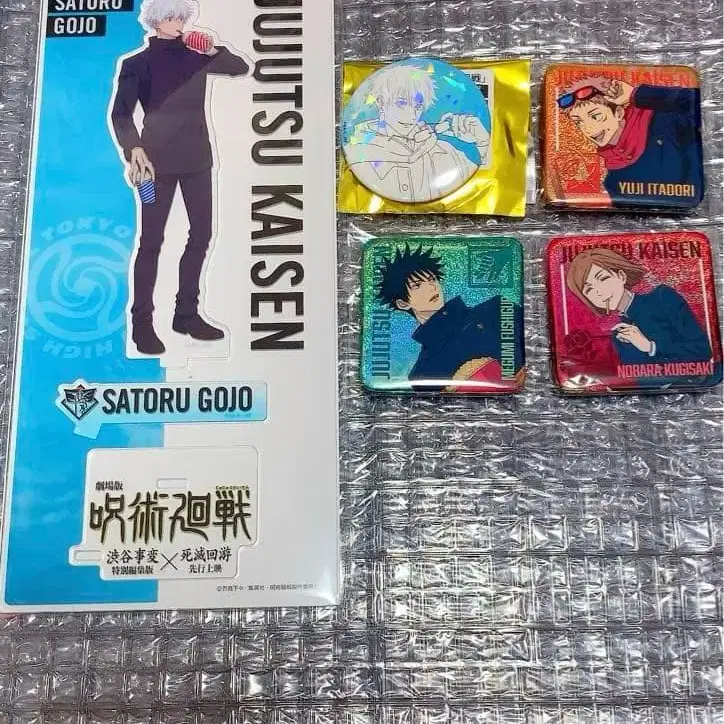 SATORU
GOJO
JUJUTSU KAISEN
TOKYO
HIGH
SATORU GOJO
劇場版
呪術廻戦
渋谷事変×死滅回游
特別編集版 先行上映
JUJUTSU KAISEN
YUJI ITADORI
JUJUTSU KAISEN
MEGUMI FUSHIGURO
JUJUTSU KAISEN
NOBARA KUGISAKI